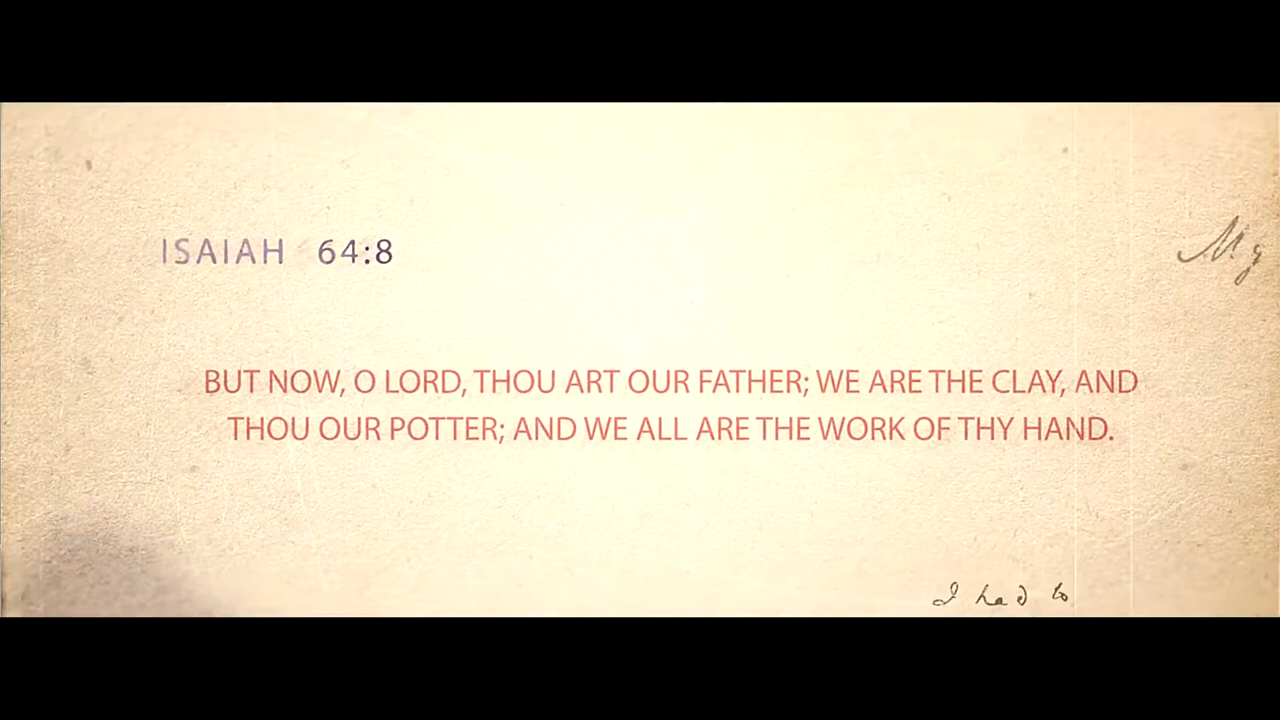 ISAIAH 64:8
BUT NOW, O LORD, THOU ART OUR FATHER; WE ARE THE CLAY, AND
THOU OUR POTTER; AND WE ALL ARE THE WORK OF THY HAND.
I had to